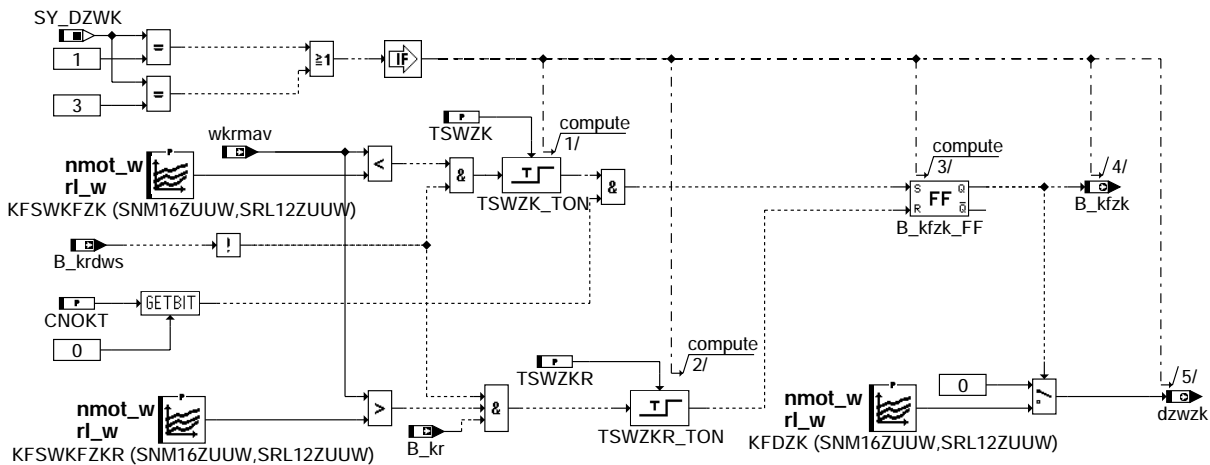 SY_DZWK
1
=
≥1
IF
3
=
wkrmav
P
TSWZK
compute
1/
compute
3/
4/
nmot_w
rl_w
P
<
&
T
&
S Q
FF
R Q
B_kfzk
KFSWKFZK (SNM16ZUUW,SRL12ZUUW)
TSWZK_TON
B_kfzk_FF
B_krdws
!
P
CNOKT
GETBIT
0
P
TSWZKR
compute
2/
5/
nmot_w
rl_w
P
>
&
T
nmot_w
rl_w
P
0
dzwzk
B_kr
TSWZKR_TON
KFSWKFZKR (SNM16ZUUW,SRL12ZUUW)
KFDZK (SNM16ZUUW,SRL12ZUUW)